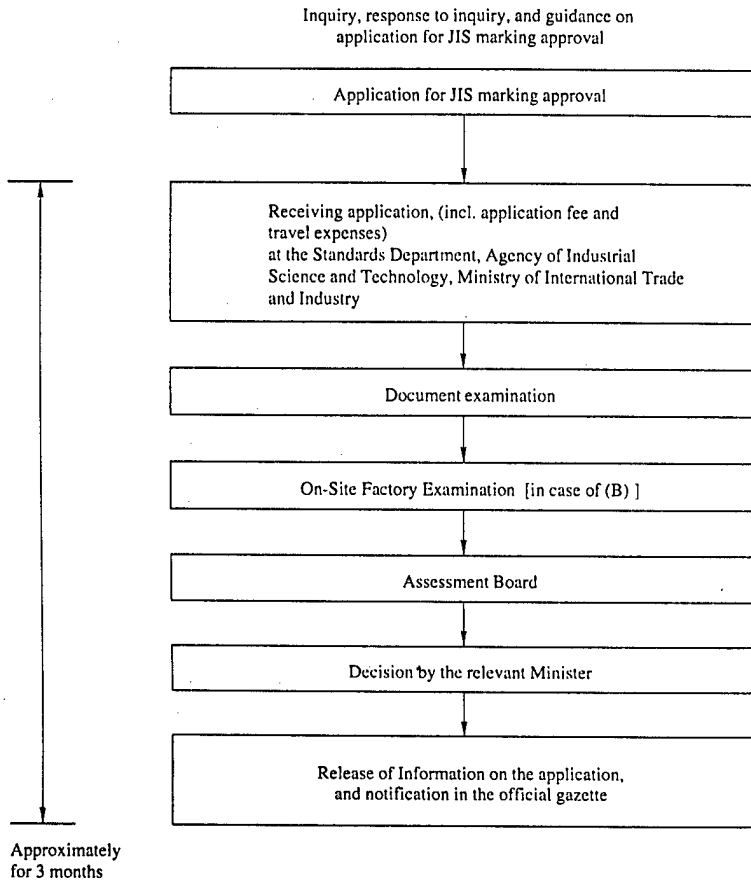 Inquiry, response to inquiry, and guidance on
application for JIS marking approval
Application for JIS marking approval
Receiving application, (incl. application fee and
travel expenses)
at the Standards Department, Agency of Industrial
Science and Technology, Ministry of International Trade
and Industry
Document examination
On-Site Factory Examination [in case of (B) ]
Assessment Board
Decision by the relevant Minister
Release of Information on the application,
and notification in the official gazette
Approximately
for 3 months